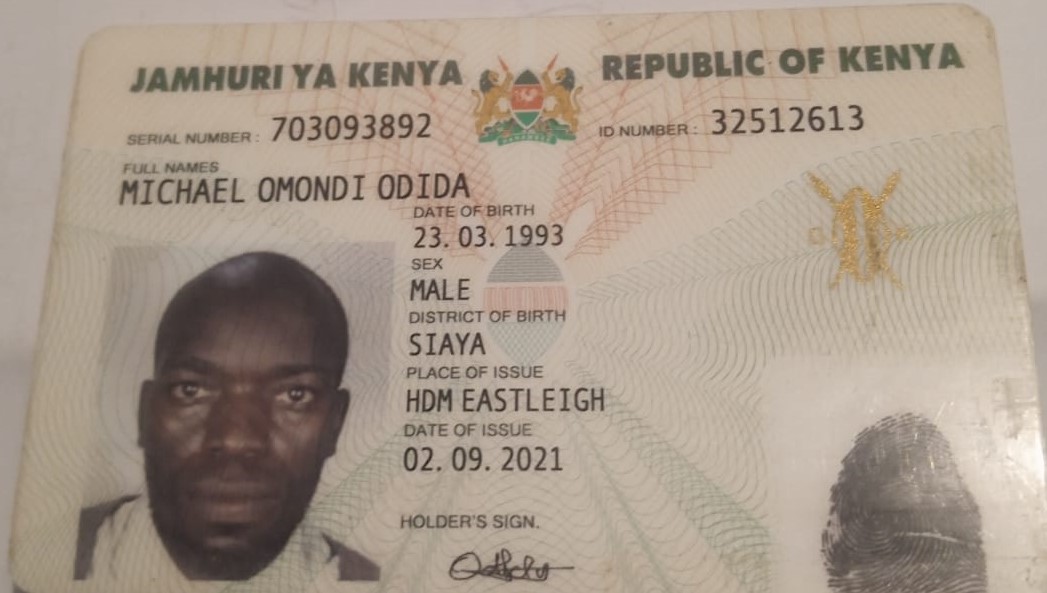 JAMHURI YA KENYA REPUBLIC OF KENYA
SERIAL NUMBER : 703093892 ID NUMBER : 32512613
FULL NAMES
MICHAEL OMONDI ODIDA
DATE OF BIRTH
23. 03. 1993
SEX
MALE
DISTRICT OF BIRTH
SIAYA
PLACE OF ISSUE
HDM EASTLEIGH
DATE OF ISSUE
02. 09. 2021
HOLDER'S SIGN.